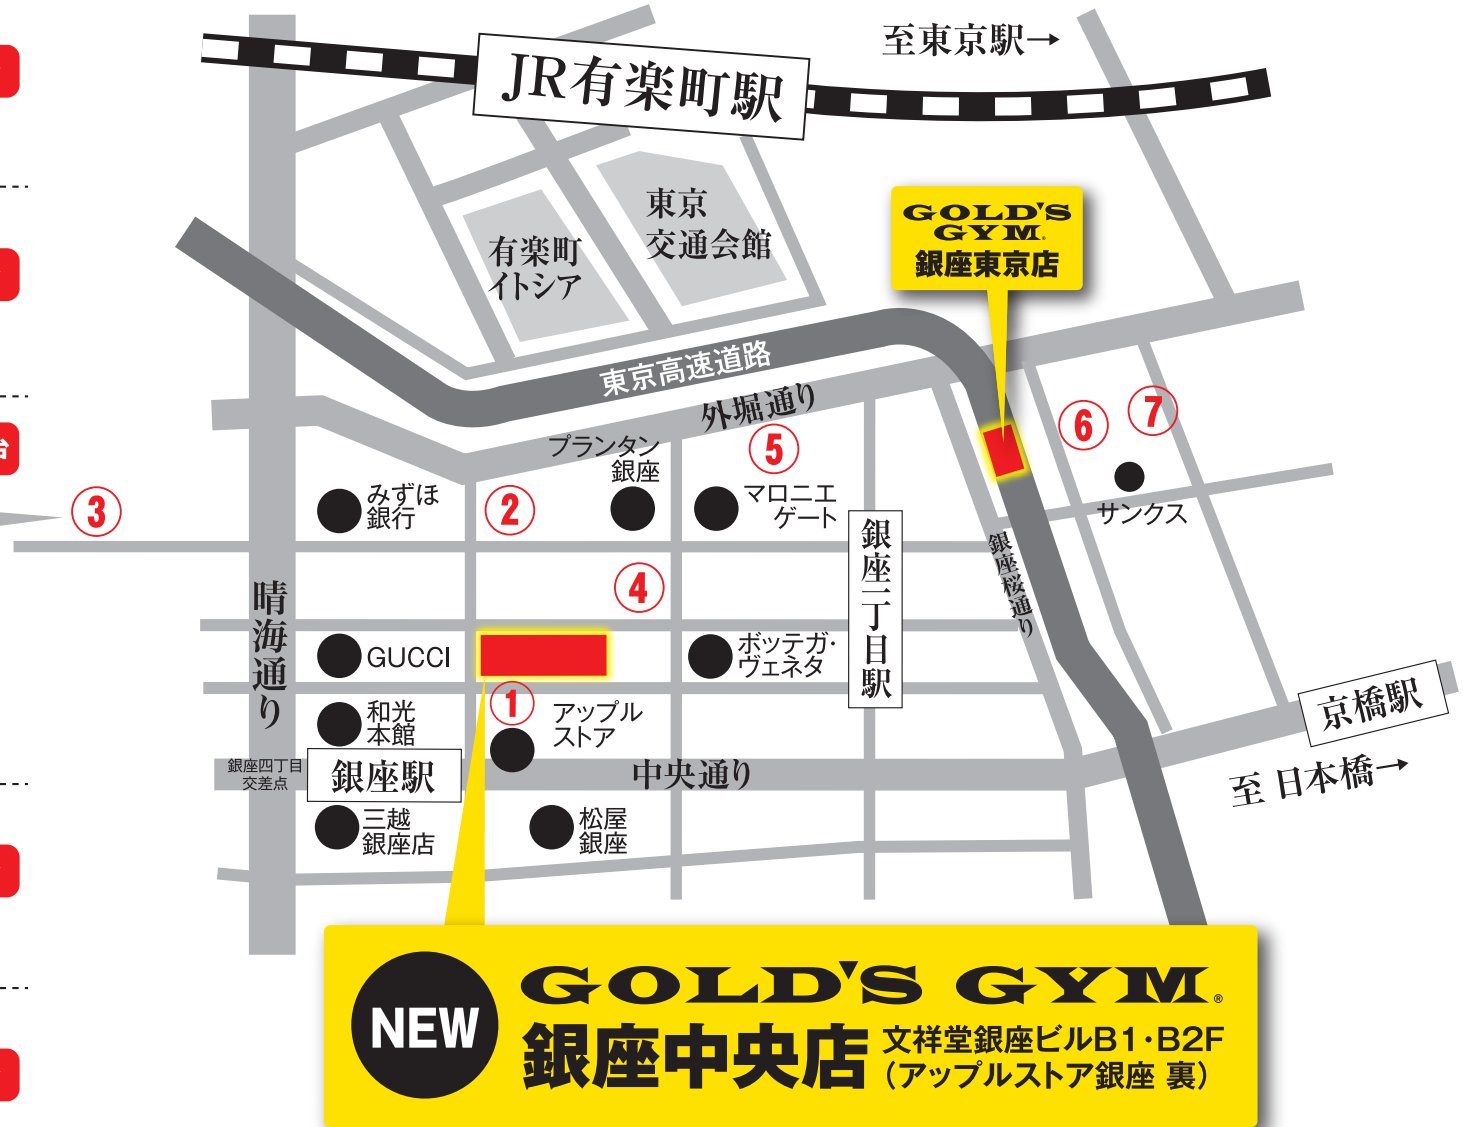 至東京駅→
JR有楽町駅
東京
交通会館
有楽町
イトシア
GOLD'S
GYM.
銀座東京店
東京高速道路
外堀通り
プランタン
銀座
⑤
⑥
⑦
台
③
みずほ
銀行
②
マロニエ
ゲート
サンクス
銀座一丁目駅
銀座桜通り
④
晴海通り
GUCCI
ボッテガ・
ヴェネタ
①
和光
本館
アップル
ストア
京橋駅
銀座四丁目
交差点
銀座駅
中央通り
至 日本橋→
三越
銀座店
松屋
銀座
NEW
GOLD'S GYM.®
銀座中央店
文祥堂銀座ビルB1・B2F
(アップルストア銀座 裏)